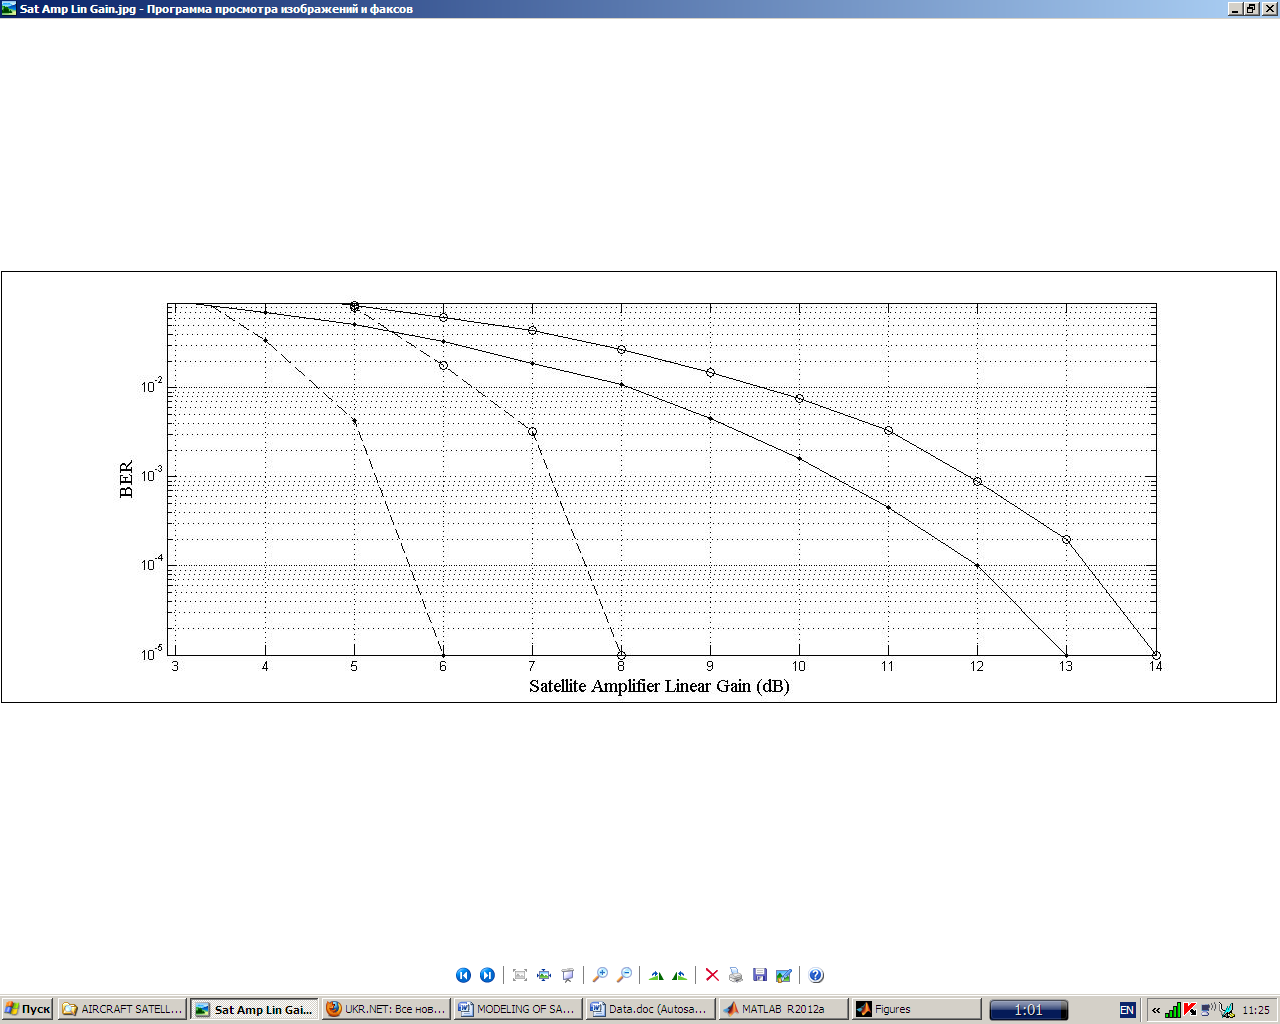 Sat Amp Lin Gain.jpg - Программа просмотра изображений и факсов
BER
10-2
10-3
10-4
10-5
3 4 5 6 7 8 9 10 11 12 13 14
Satellite Amplifier Linear Gain (dB)
Пуск
AIRCRAFT SATELL...
Sat Amp Lin Gai...
UKR.NET: Все нов...
MODELING OF SA...
Data.doc (Autosa...
MATLAB R2012a
Figures
1:01
EN
«
11:25